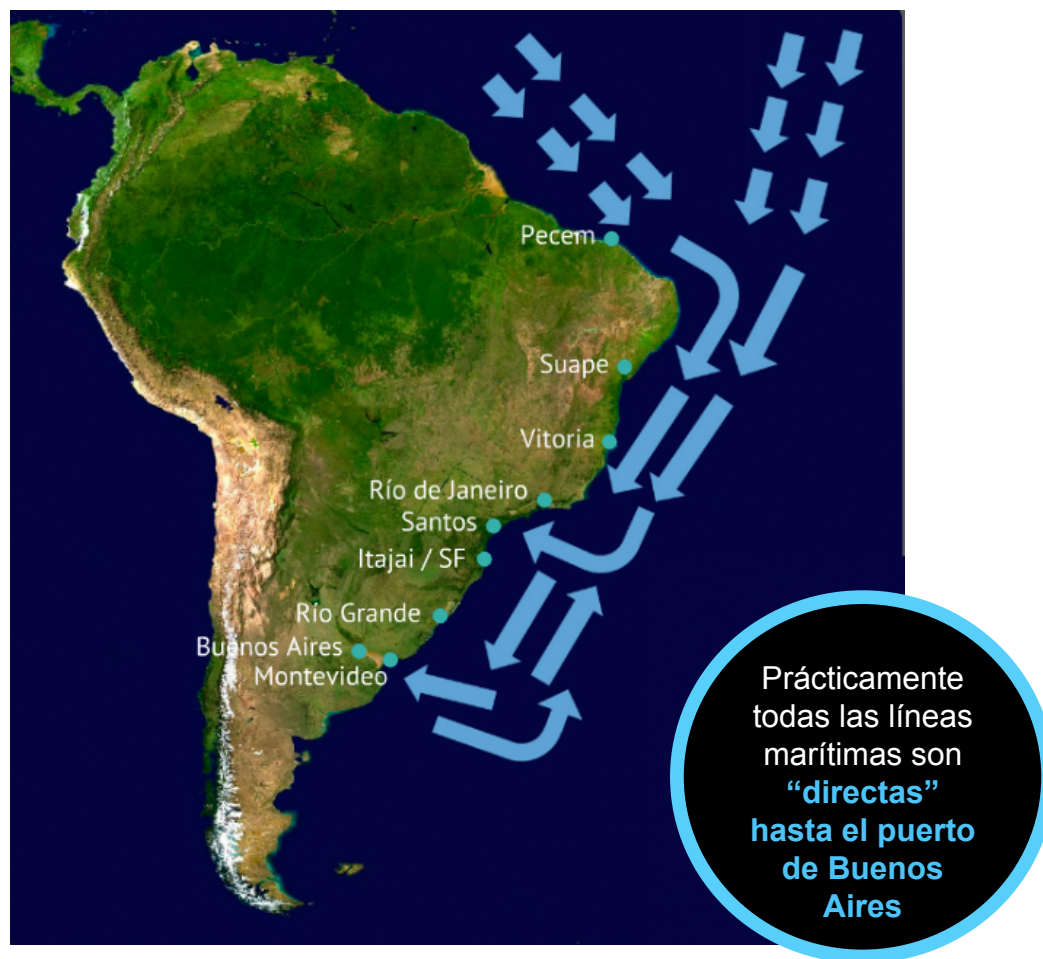 Pecem
Suape
Vitoria
Río de Janeiro
Santos
Itajai / SF
Río Grande
Buenos Aires
Montevideo
Prácticamente
todas las líneas
marítimas son
“directas”
hasta el puerto
de Buenos
Aires